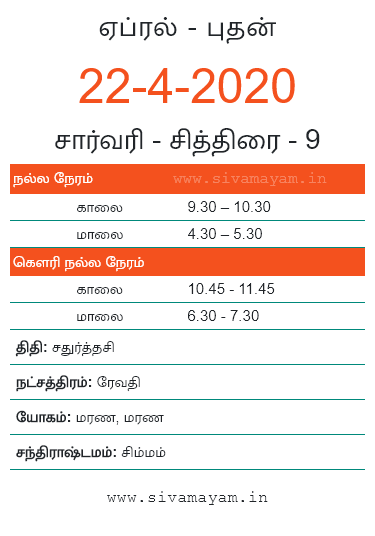 ஏப்ரல் - புதன்
22-4-2020
சார்வரி - சித்திரை - 9
நல்ல நேரம் www.sivamayam.in
காலை 9.30 – 10.30
மாலை 4.30 – 5.30
கௌரி நல்ல நேரம்
காலை 10.45 - 11.45
மாலை 6.30 - 7.30
திதி: சதுர்த்தசி
நட்சத்திரம்: ரேவதி
யோகம்: மரண, மரண
சந்திராஷ்டமம்: சிம்மம்
www.sivamayam.in